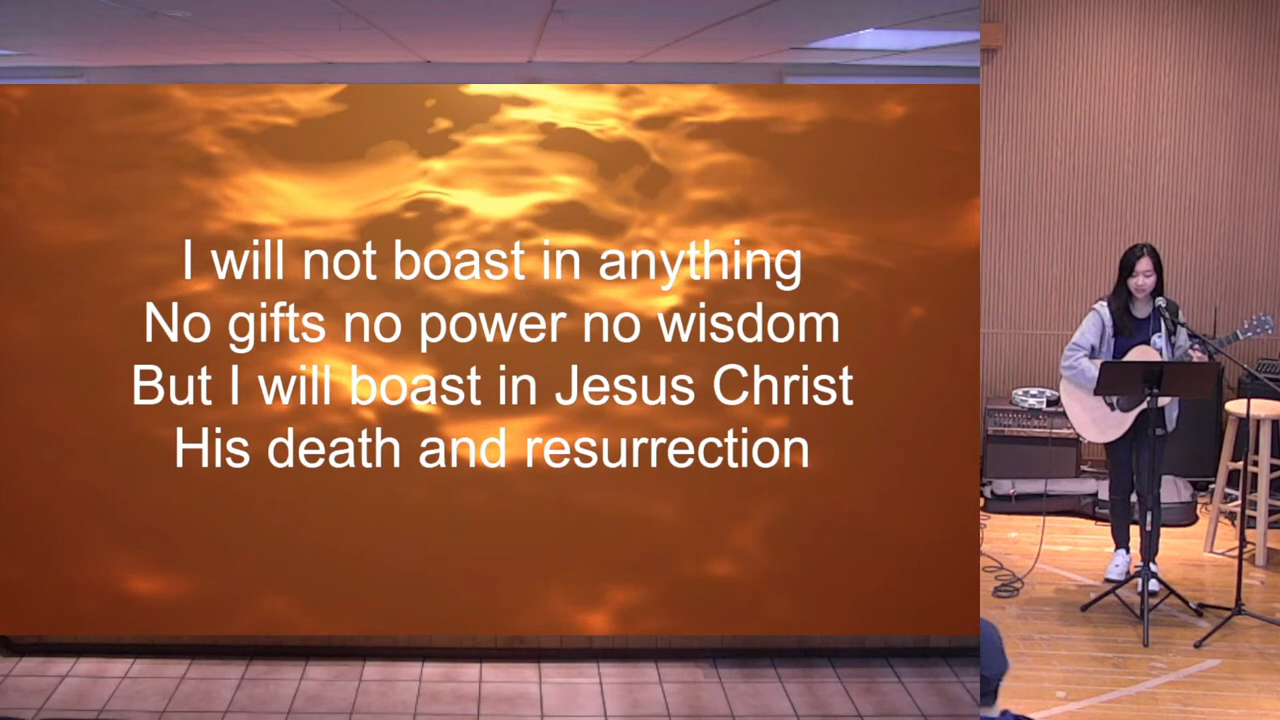 I will not boast in anything
No gifts no power no wisdom
But I will boast in Jesus Christ
His death and resurrection